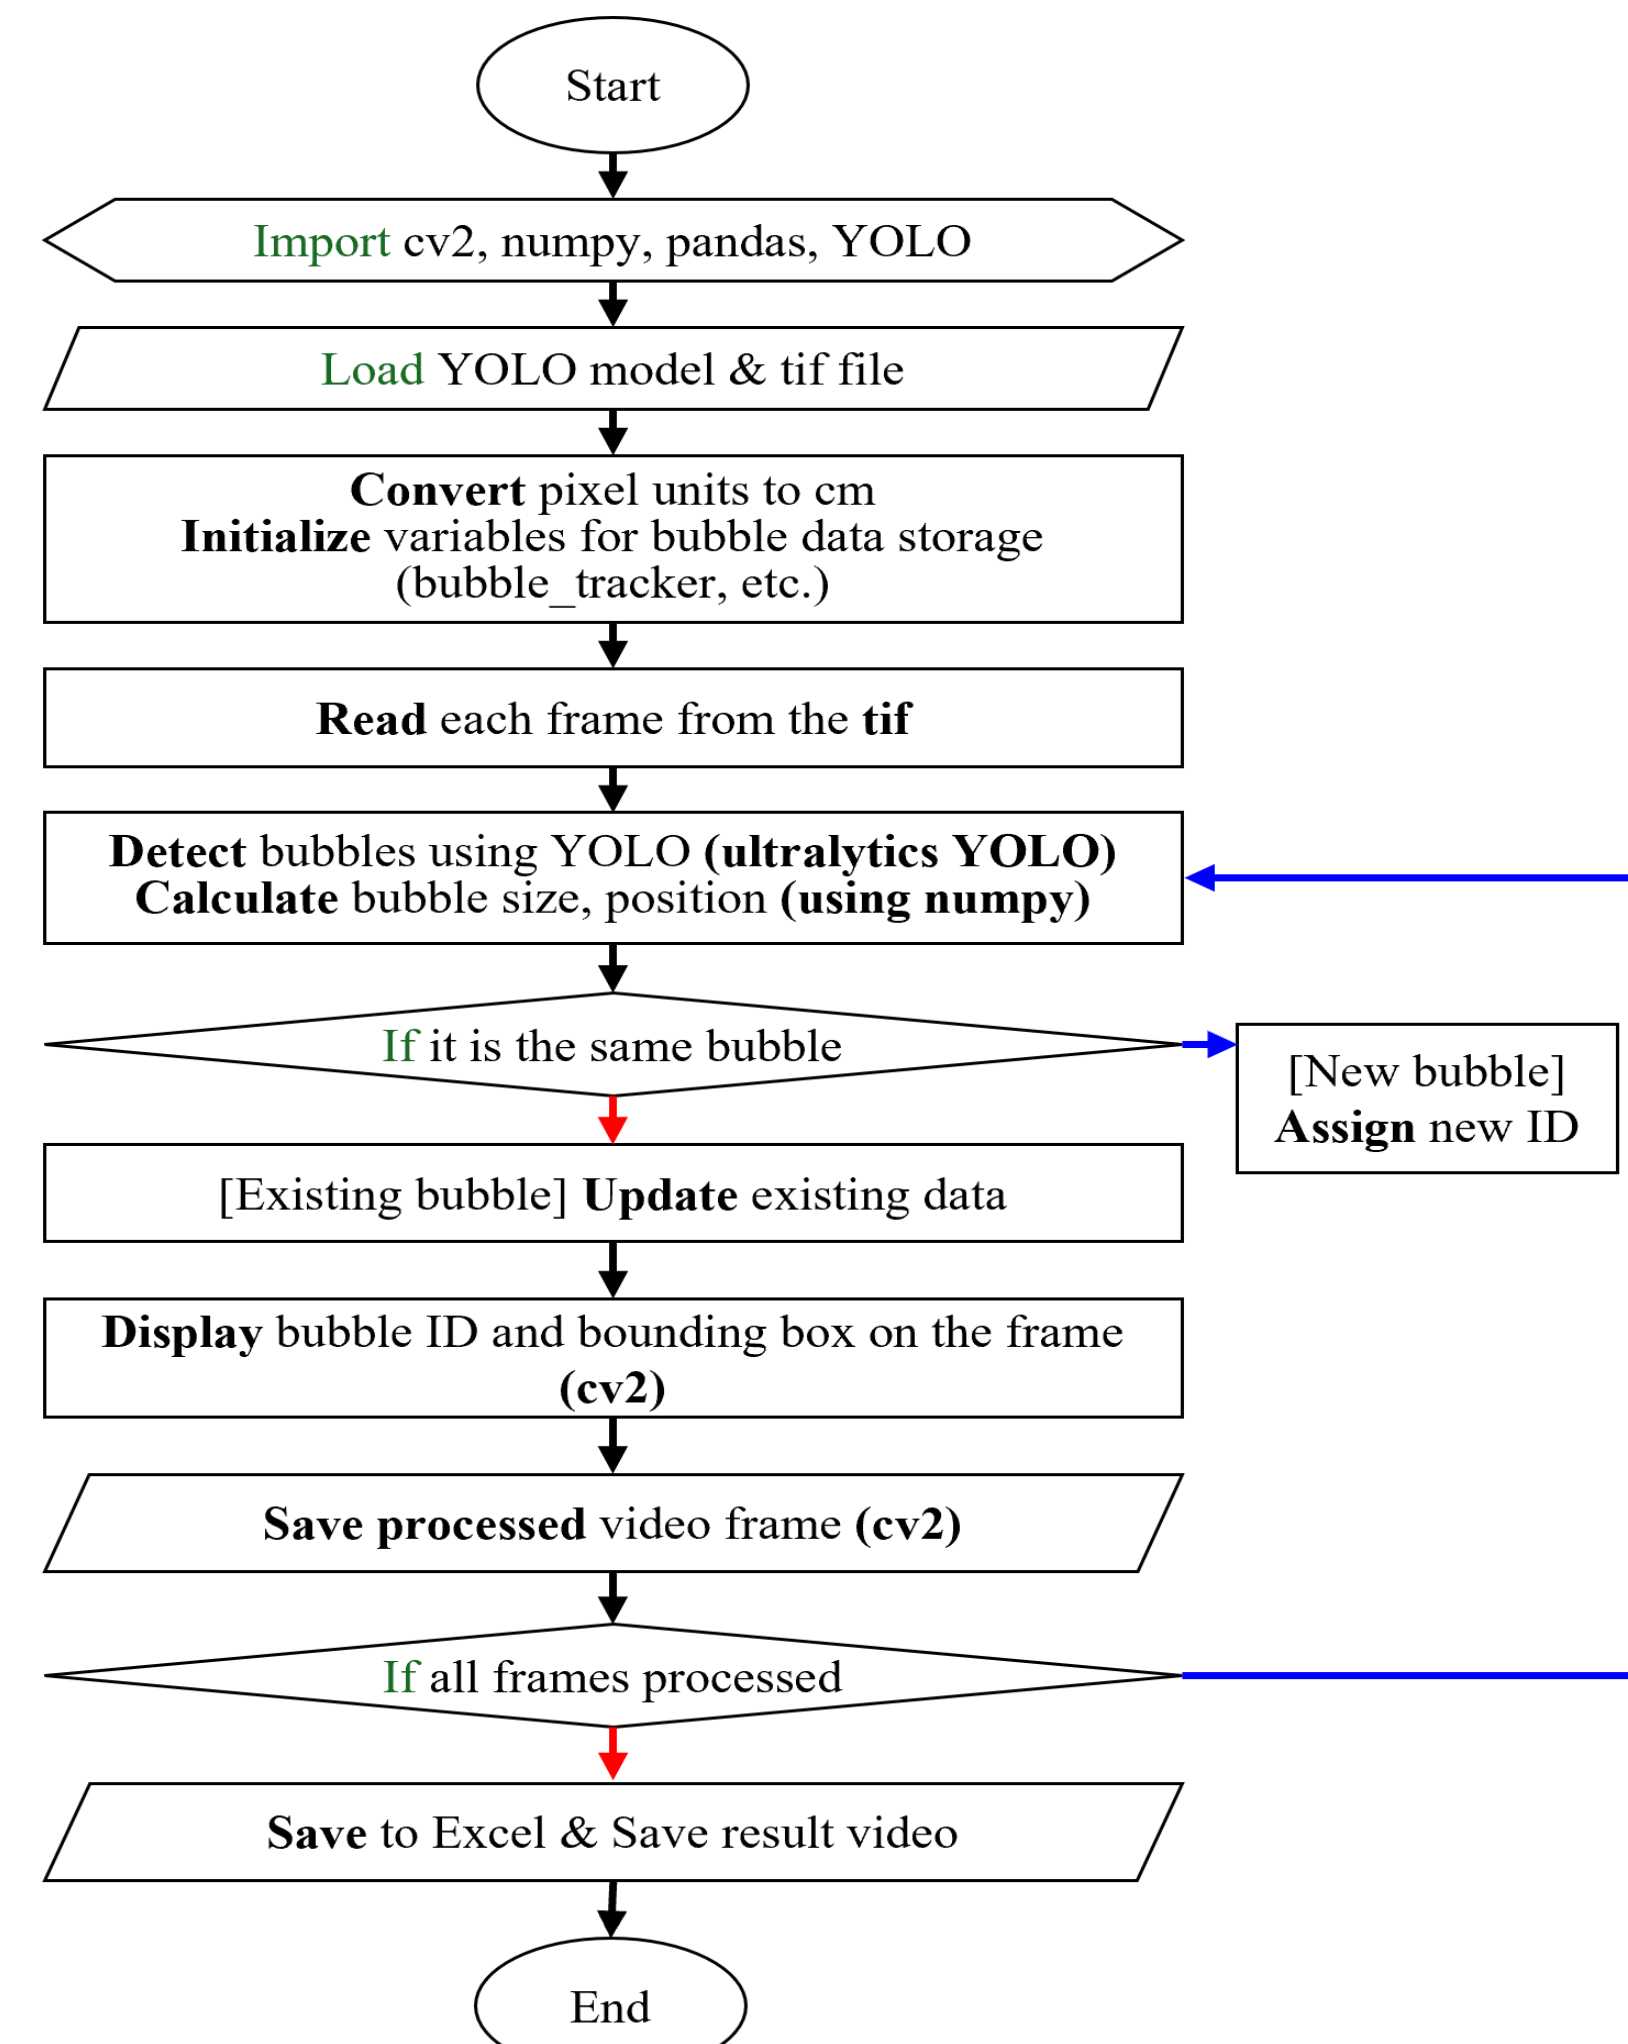 Start
Import cv2, numpy, pandas, YOLO
Load YOLO model & tif file
Convert pixel units to cm
Initialize variables for bubble data storage
(bubble_tracker, etc.)
Read each frame from the tif
Detect bubbles using YOLO (ultralytics YOLO)
Calculate bubble size, position (using numpy)
If it is the same bubble
[New bubble]
Assign new ID
[Existing bubble] Update existing data
Display bubble ID and bounding box on the frame
(cv2)
Save processed video frame (cv2)
If all frames processed
Save to Excel & Save result video
End